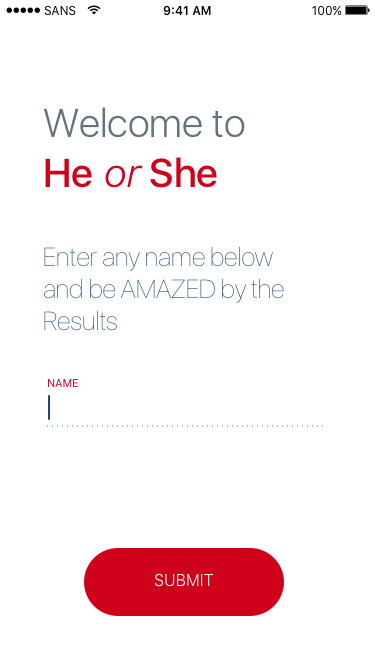 SANS 9:41 AM 100%
Welcome to
He or She
Enter any name below
and be AMAZED by the
Results
NAME
SUBMIT